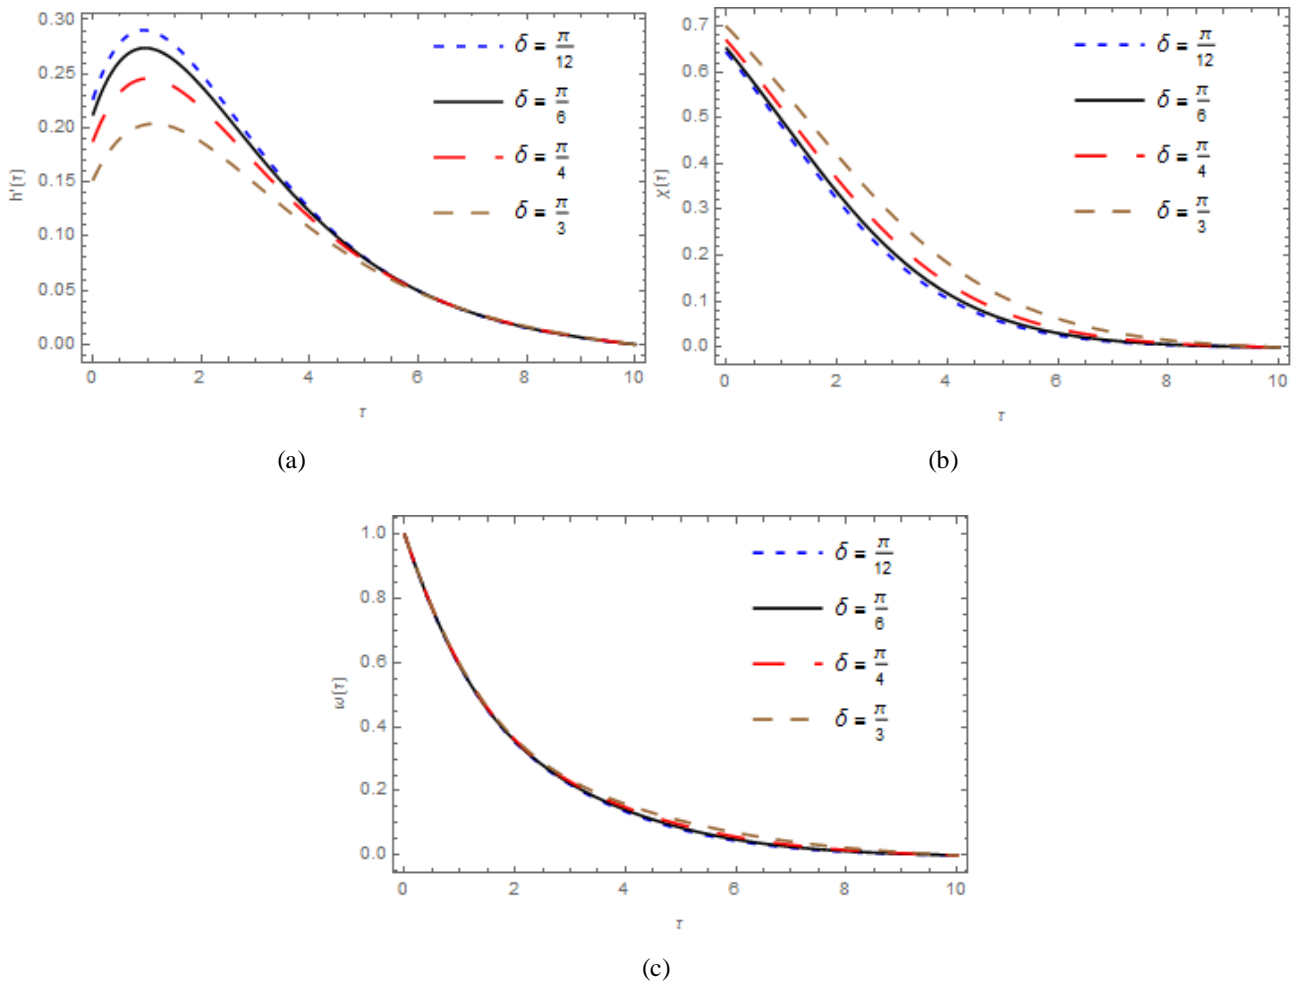 0.30
0.25
0.20
0.15
0.10
0.05
0.00
h'(τ)
0 2 4 6 8 10
τ
δ = π/12
δ = π/6
δ = π/4
δ = π/3
(a)
0.7
0.6
0.5
0.4
0.3
0.2
0.1
0.0
χ(τ)
0 2 4 6 8 10
τ
δ = π/12
δ = π/6
δ = π/4
δ = π/3
(b)
1.0
0.8
0.6
0.4
0.2
0.0
ω(τ)
0 2 4 6 8 10
τ
δ = π/12
δ = π/6
δ = π/4
δ = π/3
(c)